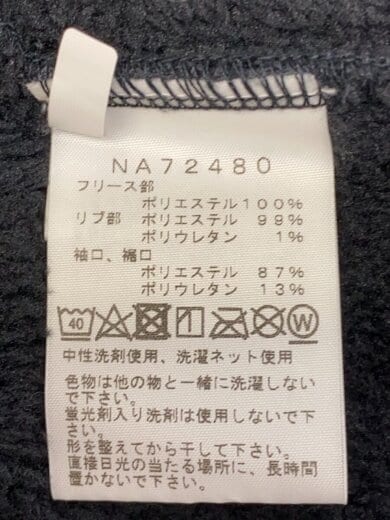 NA72480
フリース部
ポリエステル100%
リブ部 ポリエステル 99%
ポリウレタン 1%
袖口、裾口
ポリエステル 87%
ポリウレタン 13%
40 W
中性洗剤使用、洗濯ネット使用
色物は他の物と一緒に洗濯しない
で下さい。
蛍光剤入り洗剤は使用しないで下
さい。
形を整えてから干して下さい。
直接日光の当たる場所に、長時間
置かないで下さい。